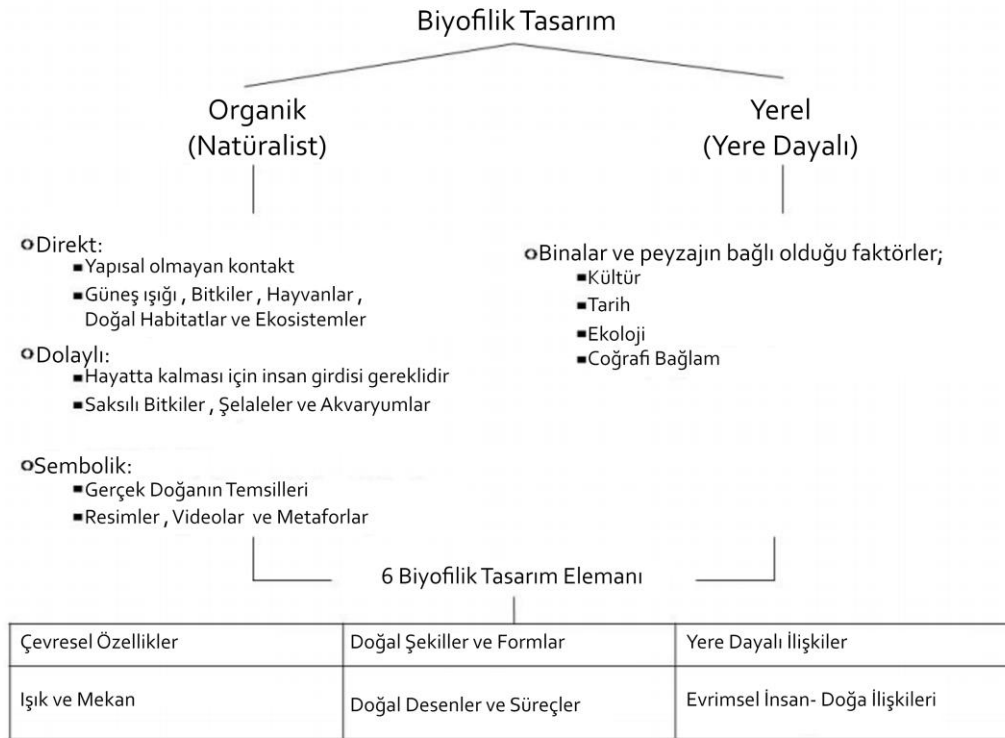 Biyofilik Tasarım
Organik
(Natüralist)
Yerel
(Yere Dayalı)
Direkt:
Yapısal olmayan kontakt
Güneş ışığı , Bitkiler , Hayvanlar ,
Doğal Habitatlar ve Ekosistemler
Dolaylı:
Hayatta kalması için insan girdisi gereklidir
Saksılı Bitkiler , Şelaleler ve Akvaryumlar
Sembolik:
Gerçek Doğanın Temsilleri
Resimler , Videolar ve Metaforlar
Binalar ve peyzajın bağlı olduğu faktörler;
Kültür
Tarih
Ekoloji
Coğrafi Bağlam
6 Biyofilik Tasarım Elemanı
Çevresel Özellikler
Doğal Şekiller ve Formlar
Yere Dayalı İlişkiler
Işık ve Mekan
Doğal Desenler ve Süreçler
Evrimsel İnsan- Doğa İlişkileri